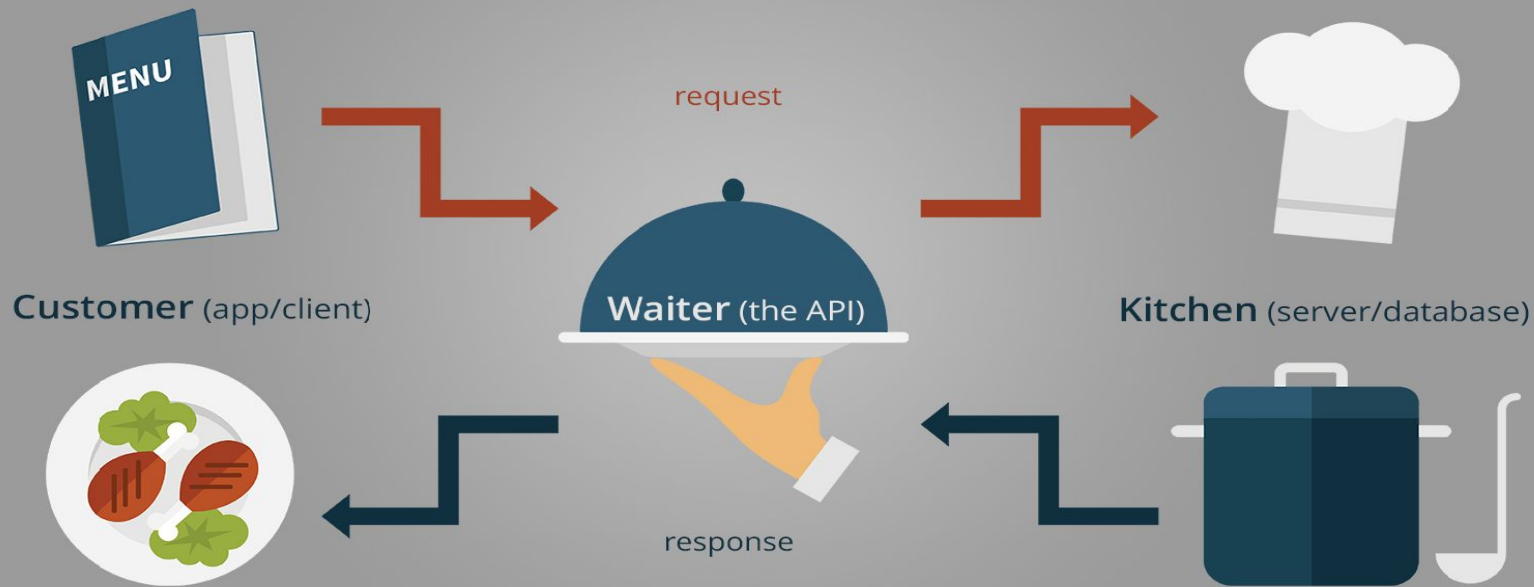 MENU
request
Customer (app/client)
Waiter (the API)
Kitchen (server/database)
response